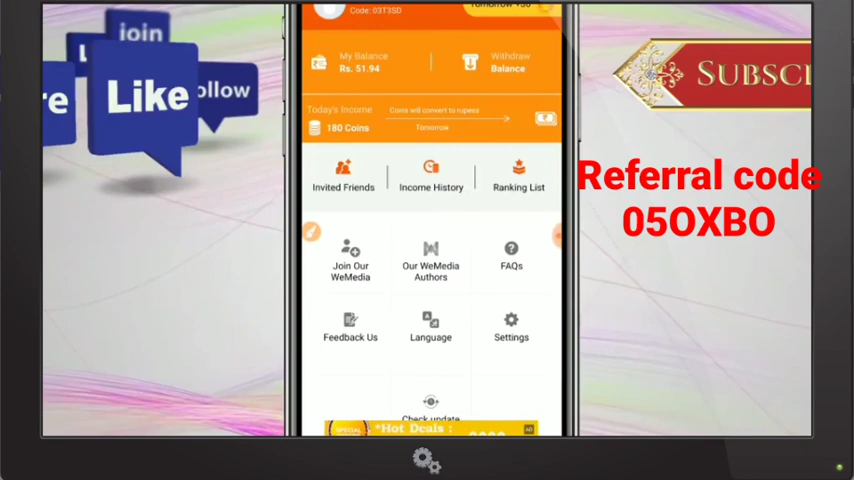 join
Like
ollow
re
Code: 03T3SD
My Balance
Rs. 51.94
Withdraw
Balance
Today's Income
180 Coins
Coins will convert to rupees
Tomorrow
Invited Friends
Income History
Ranking List
Join Our
WeMedia
Our WeMedia
Authors
FAQs
Feedback Us
Language
Settings
Check update
SPECIAL
*Hot Deals :
AD
SUBSC
Referral code
05OXBO